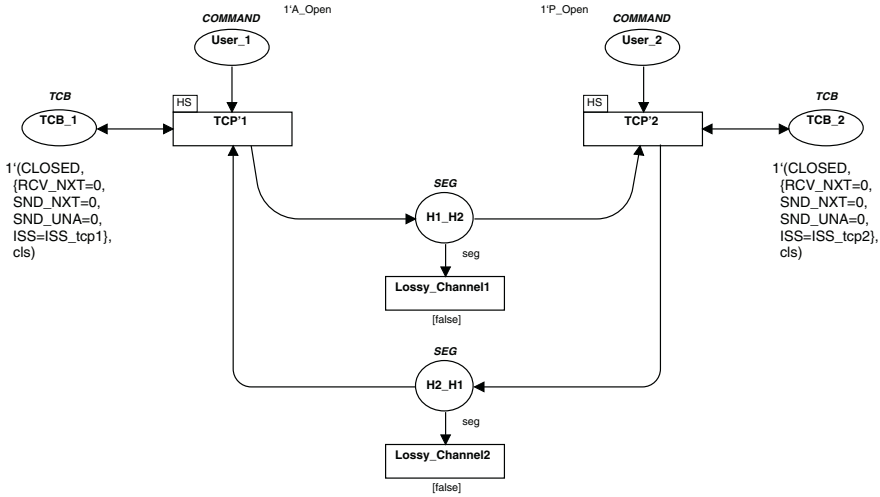 1‘A_Open
1‘P_Open
COMMAND
COMMAND
User_1
User_2
TCB
HS
HS
TCB
TCB_1
TCP'1
TCP'2
TCB_2
1‘(CLOSED,
{RCV_NXT=0,
SND_NXT=0,
SND_UNA=0,
ISS=ISS_tcp1},
cls)
1‘(CLOSED,
{RCV_NXT=0,
SND_NXT=0,
SND_UNA=0,
ISS=ISS_tcp2},
cls)
SEG
H1_H2
seg
Lossy_Channel1
[false]
SEG
H2_H1
seg
Lossy_Channel2
[false]